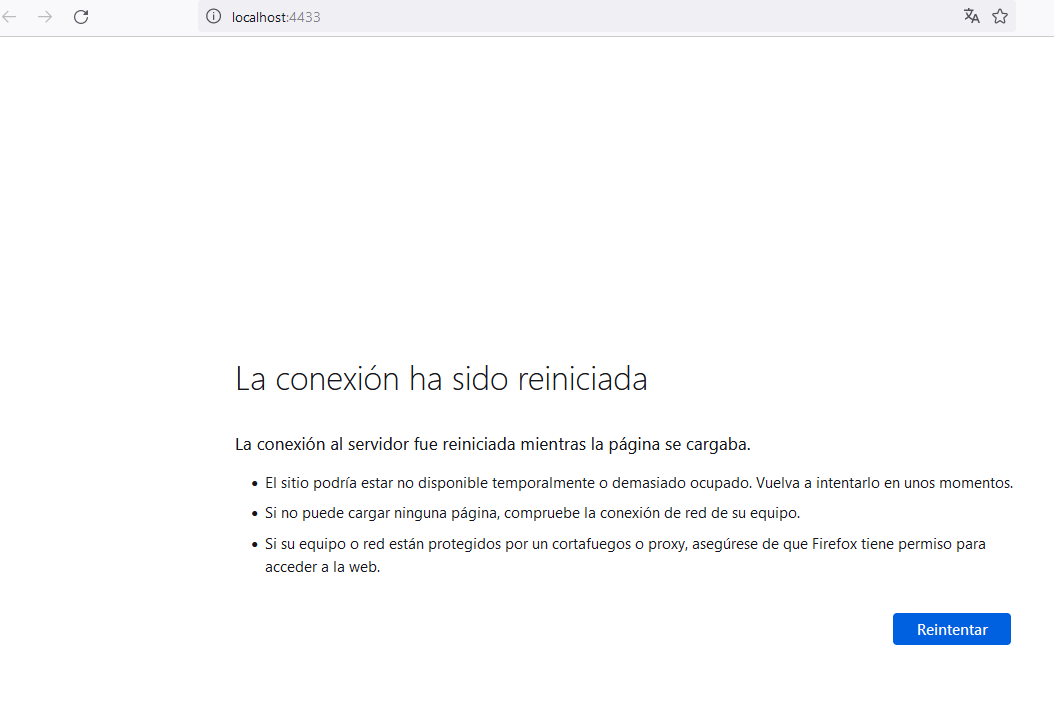 localhost:4433
La conexión ha sido reiniciada
La conexión al servidor fue reiniciada mientras la página se cargaba.
El sitio podría estar no disponible temporalmente o demasiado ocupado. Vuelva a intentarlo en unos momentos.
Si no puede cargar ninguna página, compruebe la conexión de red de su equipo.
Si su equipo o red están protegidos por un cortafuegos o proxy, asegúrese de que Firefox tiene permiso para
acceder a la web.
Reintentar